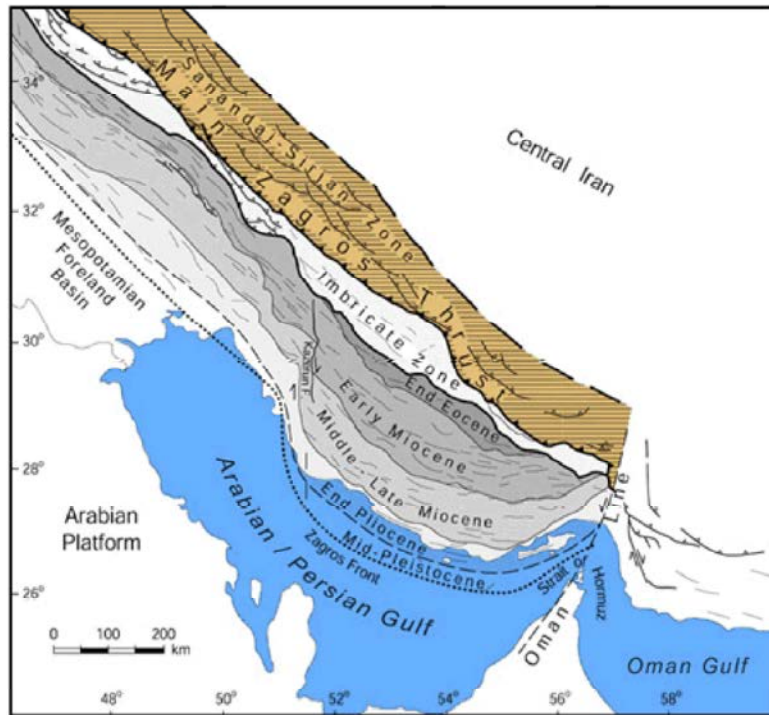 34°
32°
30°
28°
26°
Sanandaj-Sirjan Zone
Main Zagros Thrust
Central Iran
Mesopotamian
Foreland
Basin
Imbricate Zone
Kazerun F.
End Eocene
Early Miocene
Middle - Late Miocene
End Pliocene
Mid-Pleistocene
Zagros Front
Arabian / Persian Gulf
Arabian
Platform
Strait of
Hormuz
Oman Line
Oman Gulf
0 100 200
km
48° 50° 52° 54° 56° 58°